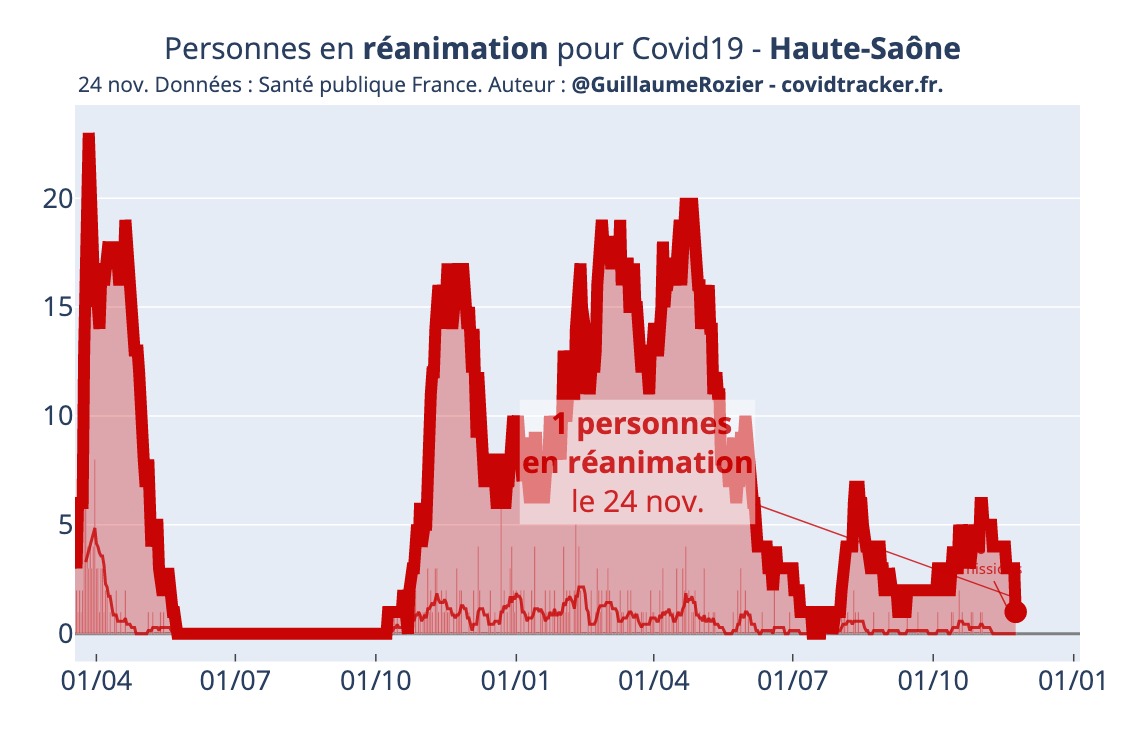 Personnes en réanimation pour Covid19 - Haute-Saône
24 nov. Données : Santé publique France. Auteur : @GuillaumeRozier - covidtracker.fr.
20
15
10
5
0
1 personnes
en réanimation
le 24 nov.
01/04 01/07 01/10 01/01 01/04 01/07 01/10 01/01